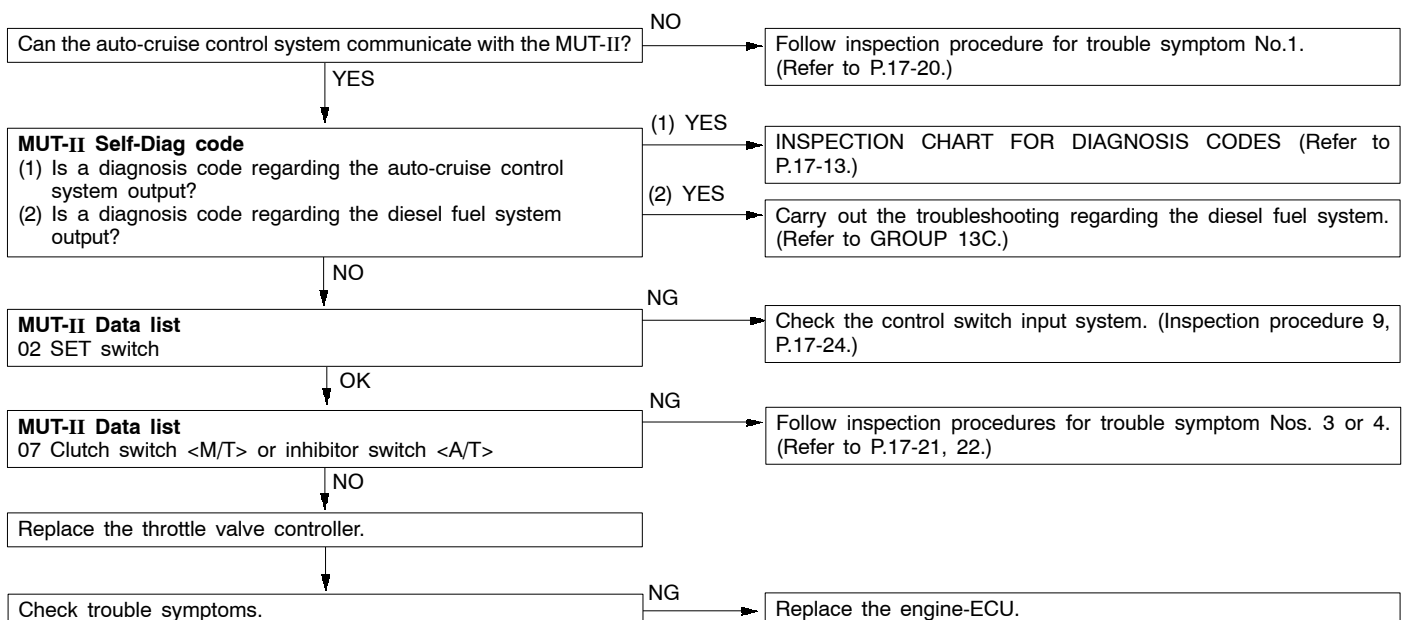 NO
Can the auto-cruise control system communicate with the MUT-II?
Follow inspection procedure for trouble symptom No.1.
(Refer to P.17-20.)
YES
MUT-II Self-Diag code
(1) Is a diagnosis code regarding the auto-cruise control
system output?
(2) Is a diagnosis code regarding the diesel fuel system
output?
(1) YES
INSPECTION CHART FOR DIAGNOSIS CODES (Refer to
P.17-13.)
(2) YES
Carry out the troubleshooting regarding the diesel fuel system.
(Refer to GROUP 13C.)
NO
MUT-II Data list
02 SET switch
NG
Check the control switch input system. (Inspection procedure 9,
P.17-24.)
OK
MUT-II Data list
07 Clutch switch <M/T> or inhibitor switch <A/T>
NG
Follow inspection procedures for trouble symptom Nos. 3 or 4.
(Refer to P.17-21, 22.)
NO
Replace the throttle valve controller.
Check trouble symptoms.
NG
Replace the engine-ECU.